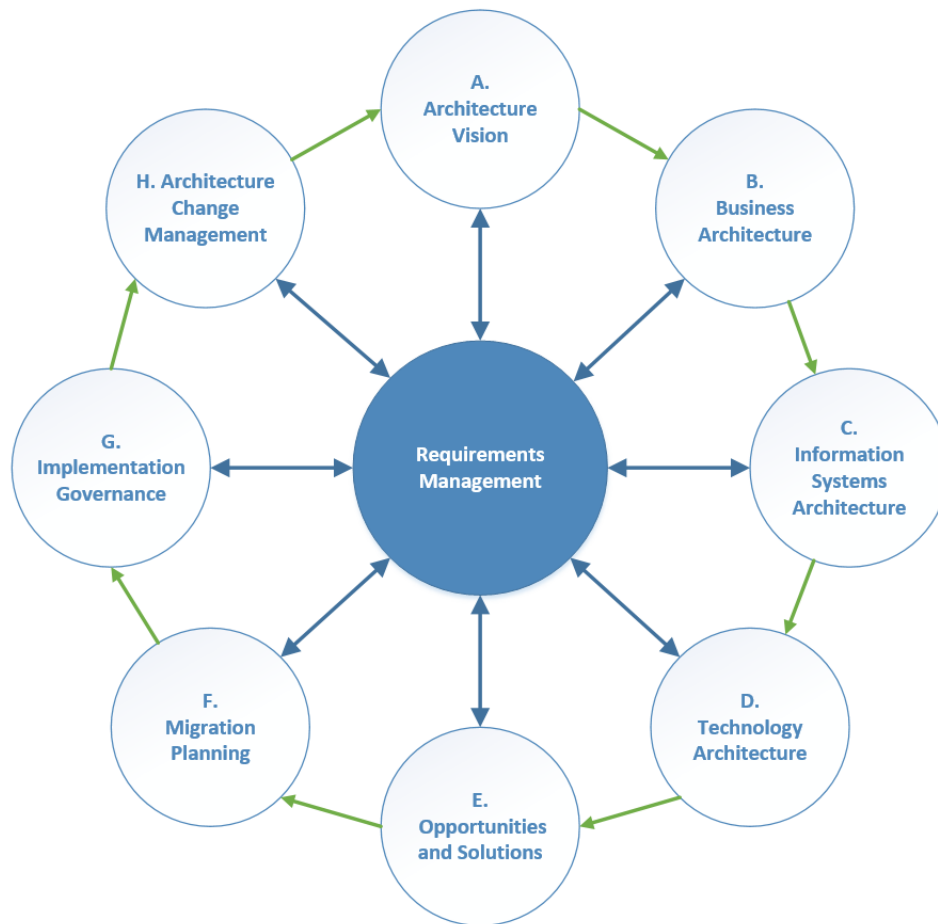 A.
Architecture
Vision
B.
Business
Architecture
C.
Information
Systems
Architecture
D.
Technology
Architecture
E.
Opportunities
and Solutions
F.
Migration
Planning
G.
Implementation
Governance
H. Architecture
Change
Management
Requirements
Management